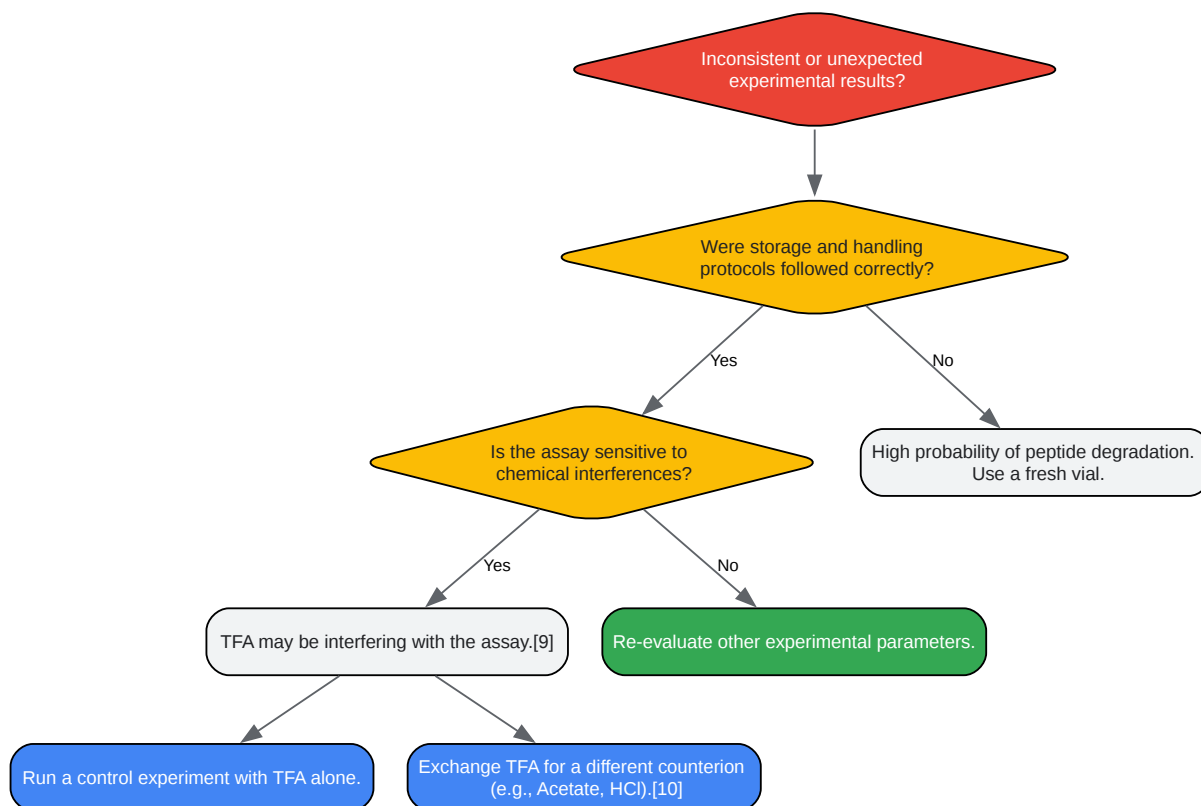 Inconsistent or unexpected
experimental results?
Were storage and handling
protocols followed correctly?
Yes
No
Is the assay sensitive to
chemical interferences?
High probability of peptide degradation.
Use a fresh vial.
Yes
No
TFA may be interfering with the assay.[9]
Re-evaluate other experimental parameters.
Run a control experiment with TFA alone.
Exchange TFA for a different counterion
(e.g., Acetate, HCl).[10]